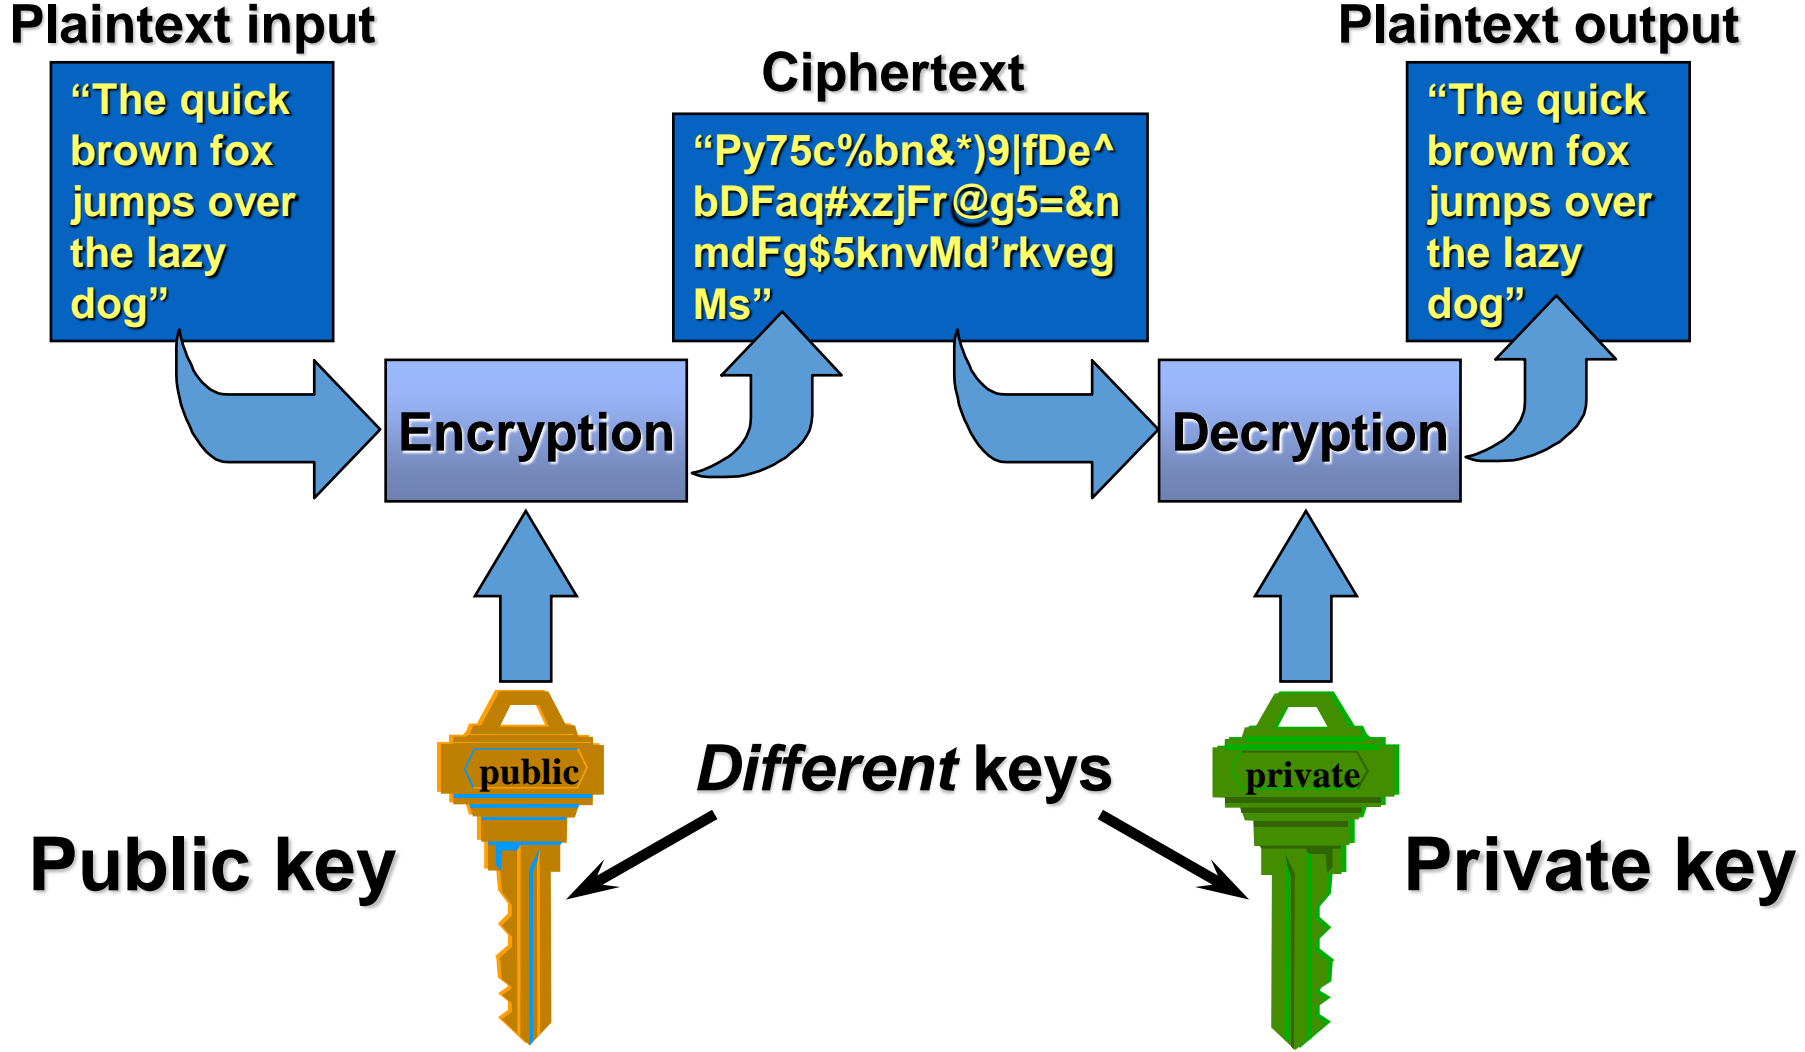 Plaintext input
“The quick
brown fox
jumps over
the lazy
dog”
Ciphertext
“Py75c%bn&*)9|fDe^
bDFaq#xzjFr@g5=&n
mdFg$5knvMd’rkveg
Ms”
Plaintext output
“The quick
brown fox
jumps over
the lazy
dog”
Encryption
Decryption
public
Different keys
private
Public key
Private key